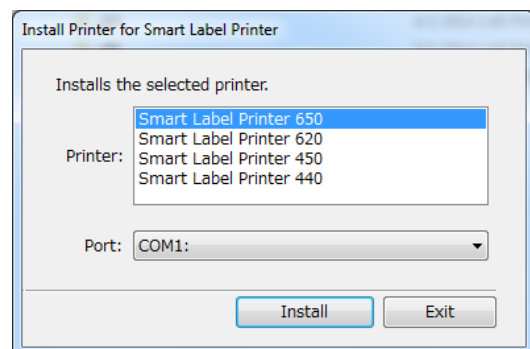 Install Printer for Smart Label Printer
Installs the selected printer.
Printer:
Smart Label Printer 650
Smart Label Printer 620
Smart Label Printer 450
Smart Label Printer 440
Port: COM1:
Install Exit